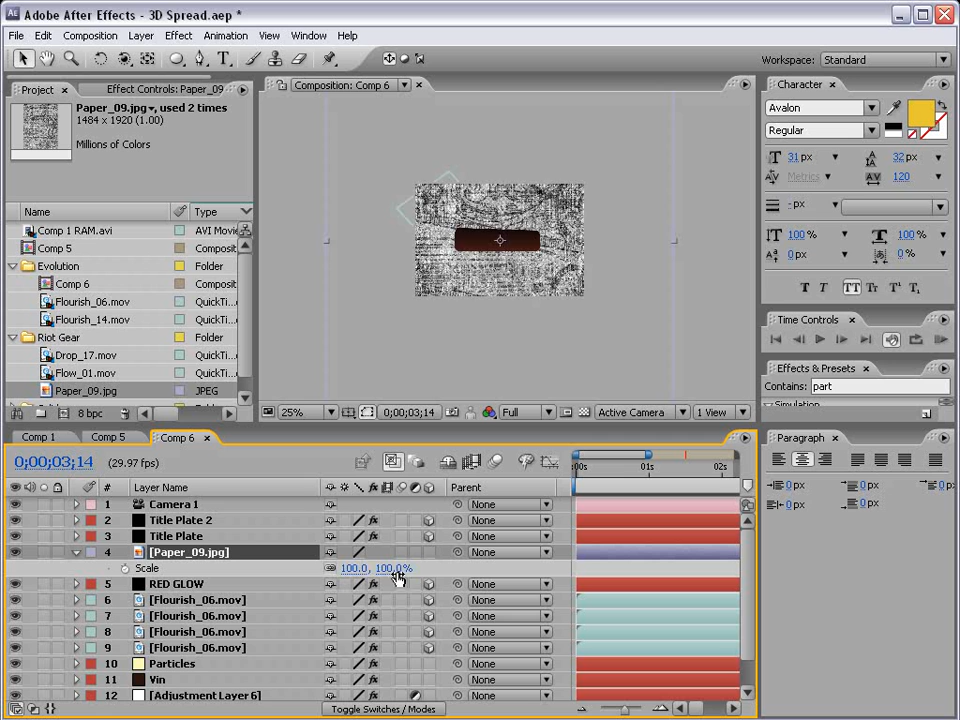 Adobe After Effects - 3D Spread.aep *
File Edit Composition Layer Effect Animation View Window Help
Workspace: Standard
Project Effect Controls: Paper_09
Paper_09.jpg, used 2 times
1484 x 1920 (1.00)
Millions of Colors
Name Type
Comp 1 RAM.avi AVI Movie
Comp 5 Composit
Evolution Folder
Comp 6 Composit
Flourish_06.mov QuickTi...
Flourish_14.mov QuickTi...
Riot Gear Folder
Drop_17.mov QuickTi...
Flow_01.mov QuickTi...
Paper_09.jpg JPEG
8 bpc
Composition: Comp 6
25% 0;00;03;14 Full Active Camera 1 View
Character
Avalon
Regular
31 px 32 px
Metrics 120
- px
100 % 100 %
0 px 0 %
T T TT Tr T¹ T₁
Time Controls
Effects & Presets
Contains: part
Simulation
Comp 1 Comp 5 Comp 6
0;00;03;14 (29.97 fps)
:00s 01s 02s
# Layer Name Parent
1 Camera 1 None
2 Title Plate 2 None
3 Title Plate None
4 [Paper_09.jpg] None
Scale 100.0, 100.0%
5 RED GLOW None
6 [Flourish_06.mov] None
7 [Flourish_06.mov] None
8 [Flourish_06.mov] None
9 [Flourish_06.mov] None
10 Particles None
11 Vin None
12 [Adjustment Layer 6] None
Toggle Switches / Modes
Paragraph
0 px 0 px 0 px
0 px 0 px